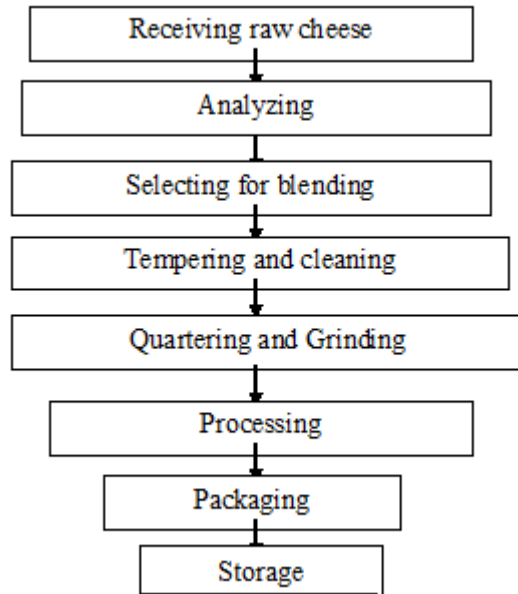 Receiving raw cheese
Analyzing
Selecting for blending
Tempering and cleaning
Quartering and Grinding
Processing
Packaging
Storage